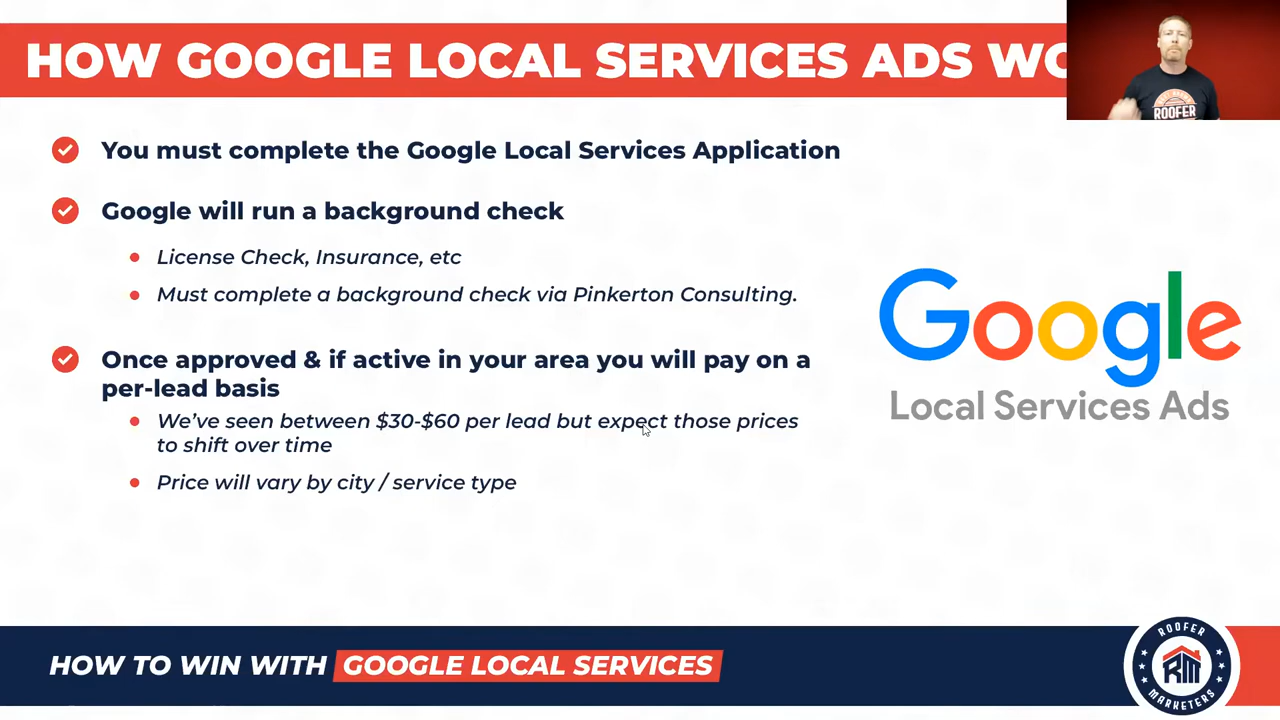 HOW GOOGLE LOCAL SERVICES ADS WO
ROOFER
You must complete the Google Local Services Application
Google will run a background check
License Check, Insurance, etc
Must complete a background check via Pinkerton Consulting.
Once approved & if active in your area you will pay on a
per-lead basis
We’ve seen between $30-$60 per lead but expect those prices
to shift over time
Price will vary by city / service type
Google
Local Services Ads
HOW TO WIN WITH GOOGLE LOCAL SERVICES
ROOFER
RM
MARKETERS